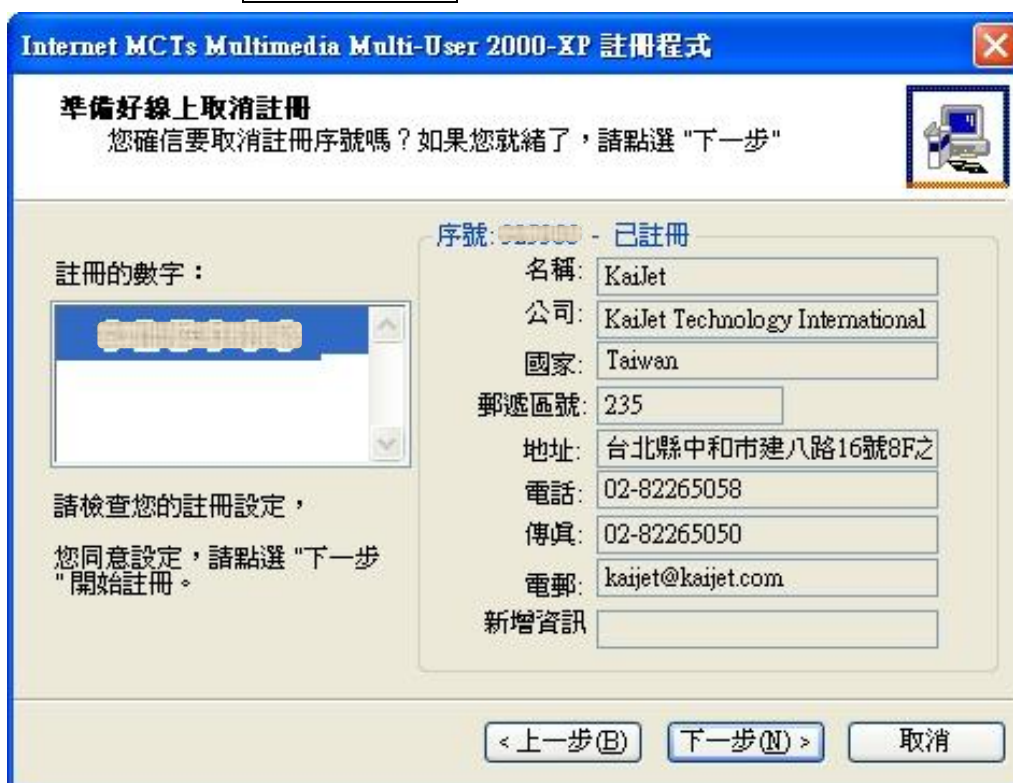 Internet MCTs Multimedia Multi-User 2000-XP 註冊程式
準備好線上取消註冊
您確信要取消註冊序號嗎？如果您就緒了，請點選 "下一步"
註冊的數字：
請檢查您的註冊設定，
您同意設定，請點選 "下一步
" 開始註冊。
序號: - 已註冊
名稱: KaiJet
公司: KaiJet Technology International
國家: Taiwan
郵遞區號: 235
地址: 台北縣中和市建八路16號8F之
電話: 02-82265058
傳真: 02-82265050
電郵: kaijet@kaijet.com
新增資訊
<上一步(B)
下一步(N)>
取消